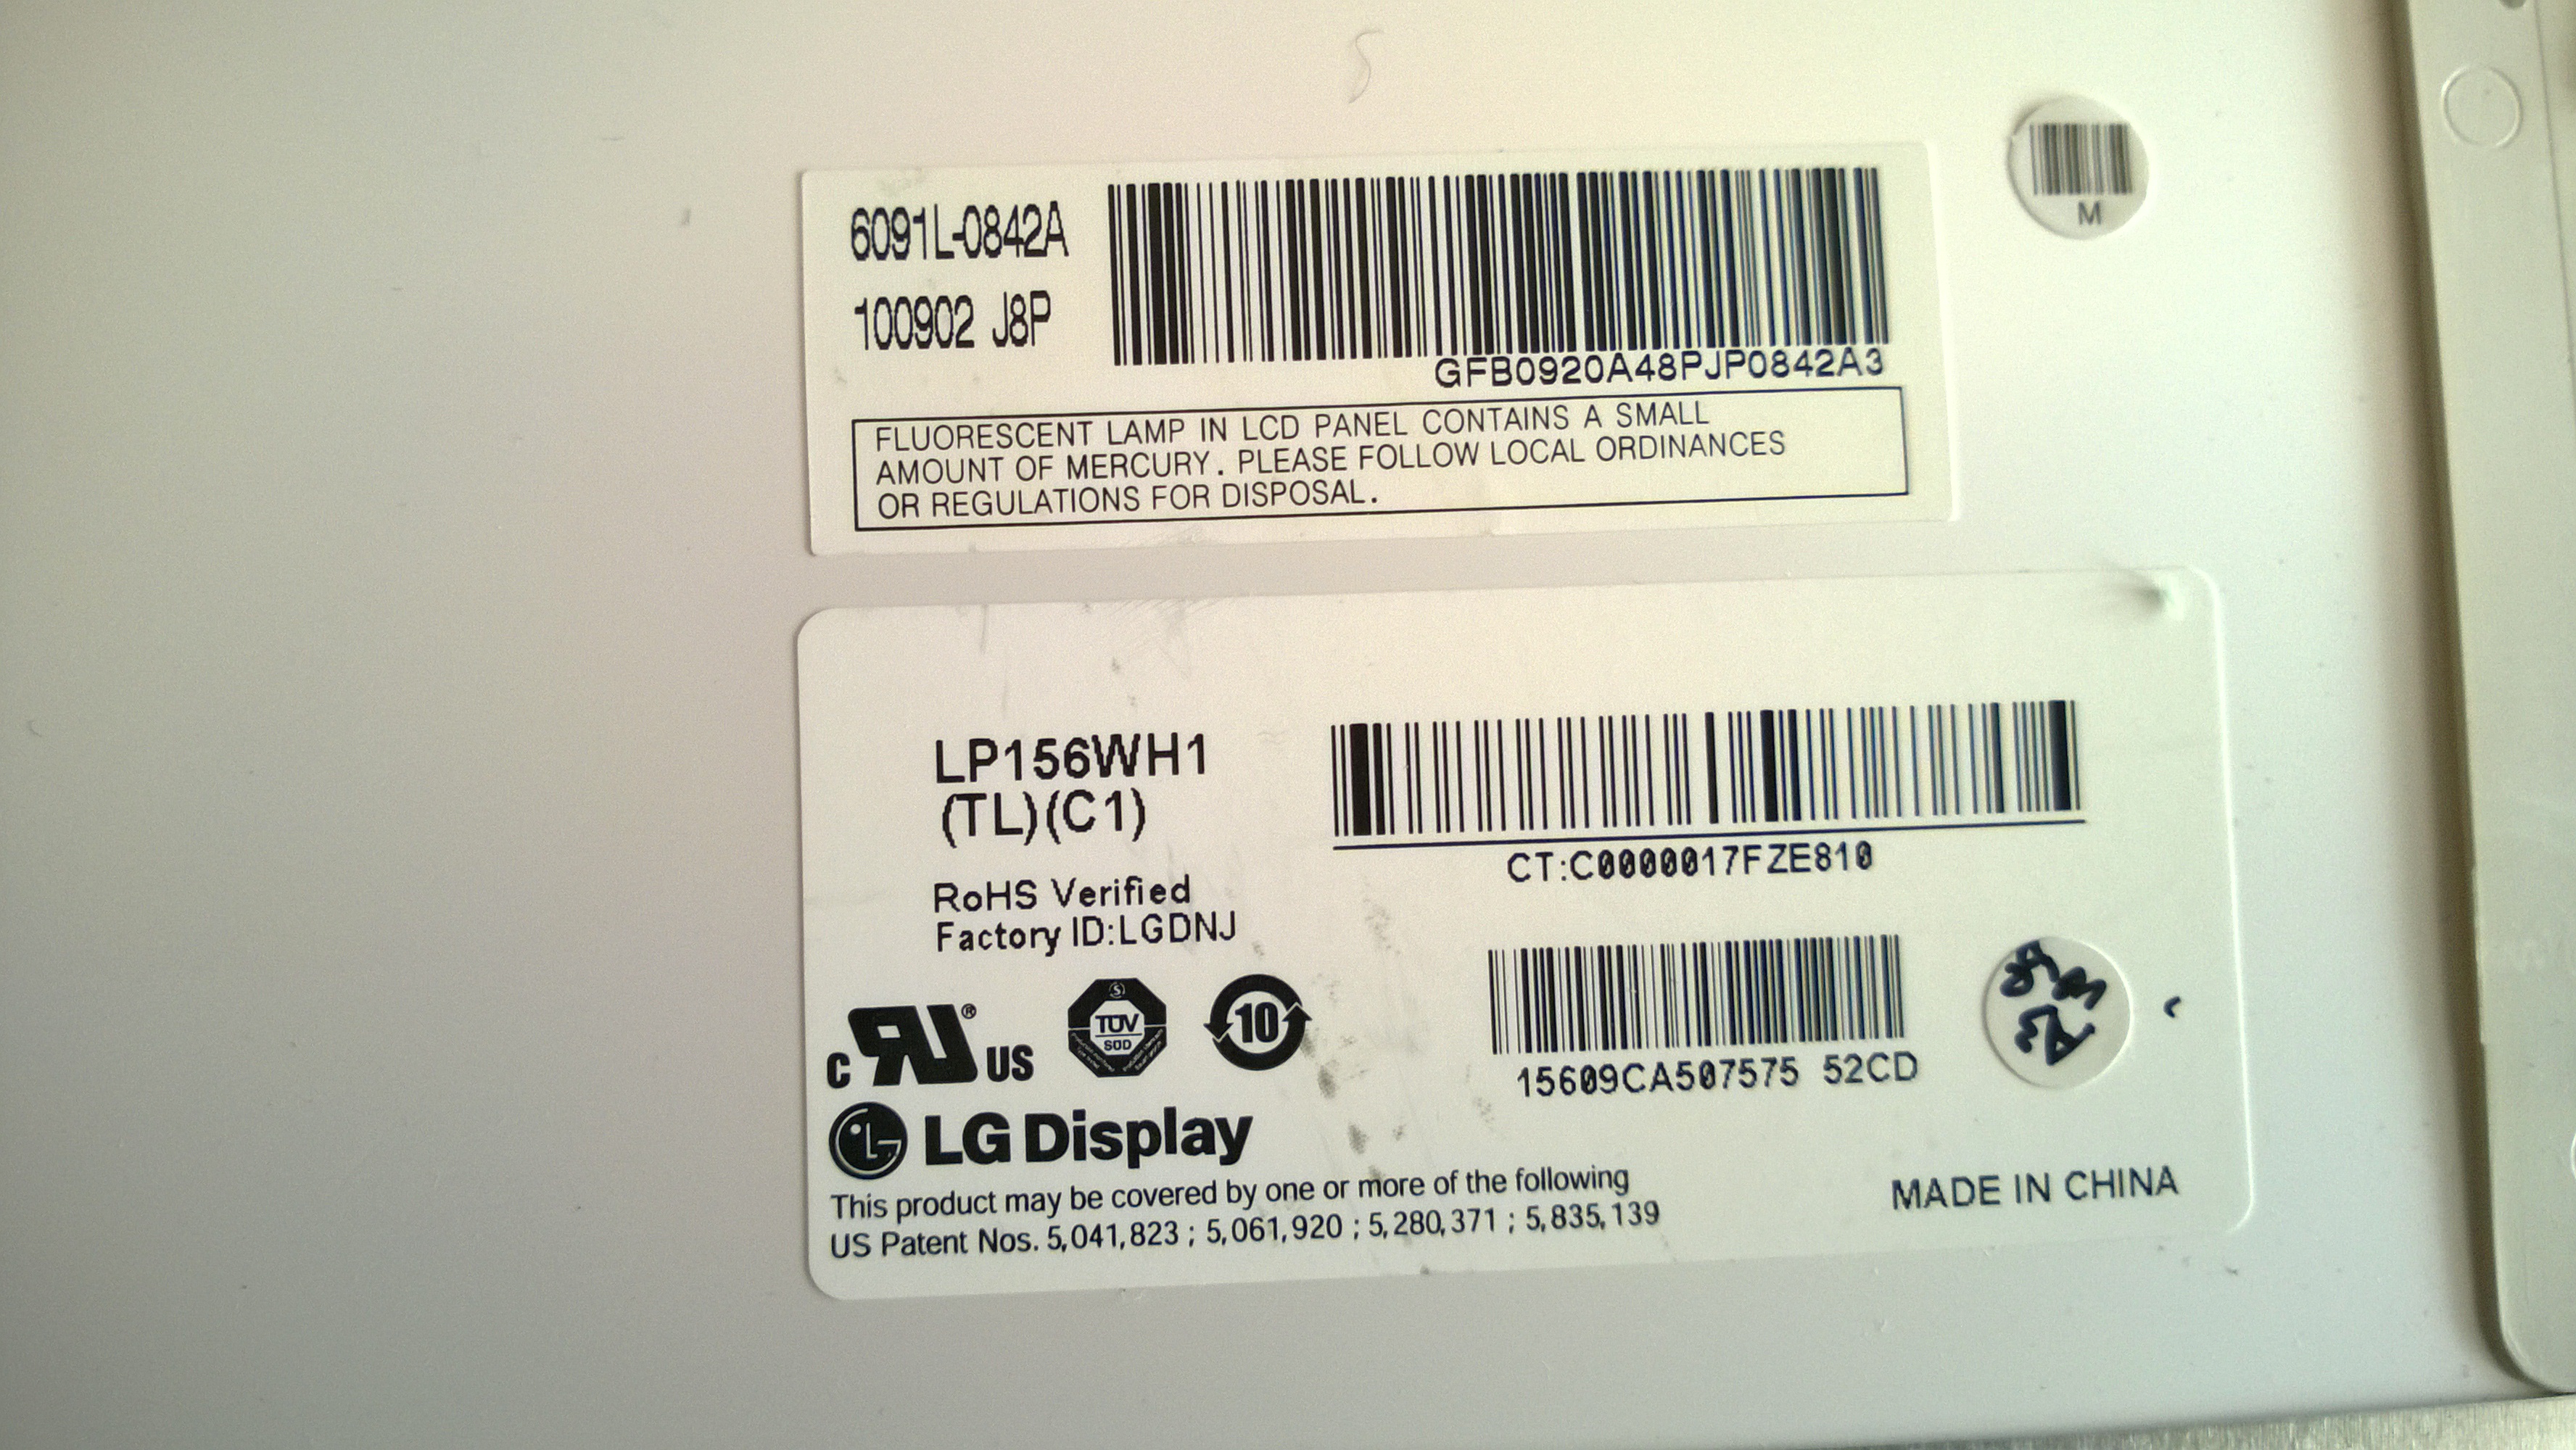 6091L-0842A
100902 J8P
GFB0920A48PJP0842A3
M
FLUORESCENT LAMP IN LCD PANEL CONTAINS A SMALL
AMOUNT OF MERCURY. PLEASE FOLLOW LOCAL ORDINANCES
OR REGULATIONS FOR DISPOSAL.
LP156WH1
(TL)(C1)
CT:C0000017FZE810
RoHS Verified
Factory ID:LGDNJ
C US ®
TÜV
SÜD
10
15609CA507575 52CD
LG Display
This product may be covered by one or more of the following
US Patent Nos. 5,041,823 ; 5,061,920 ; 5,280,371 ; 5,835,139
MADE IN CHINA